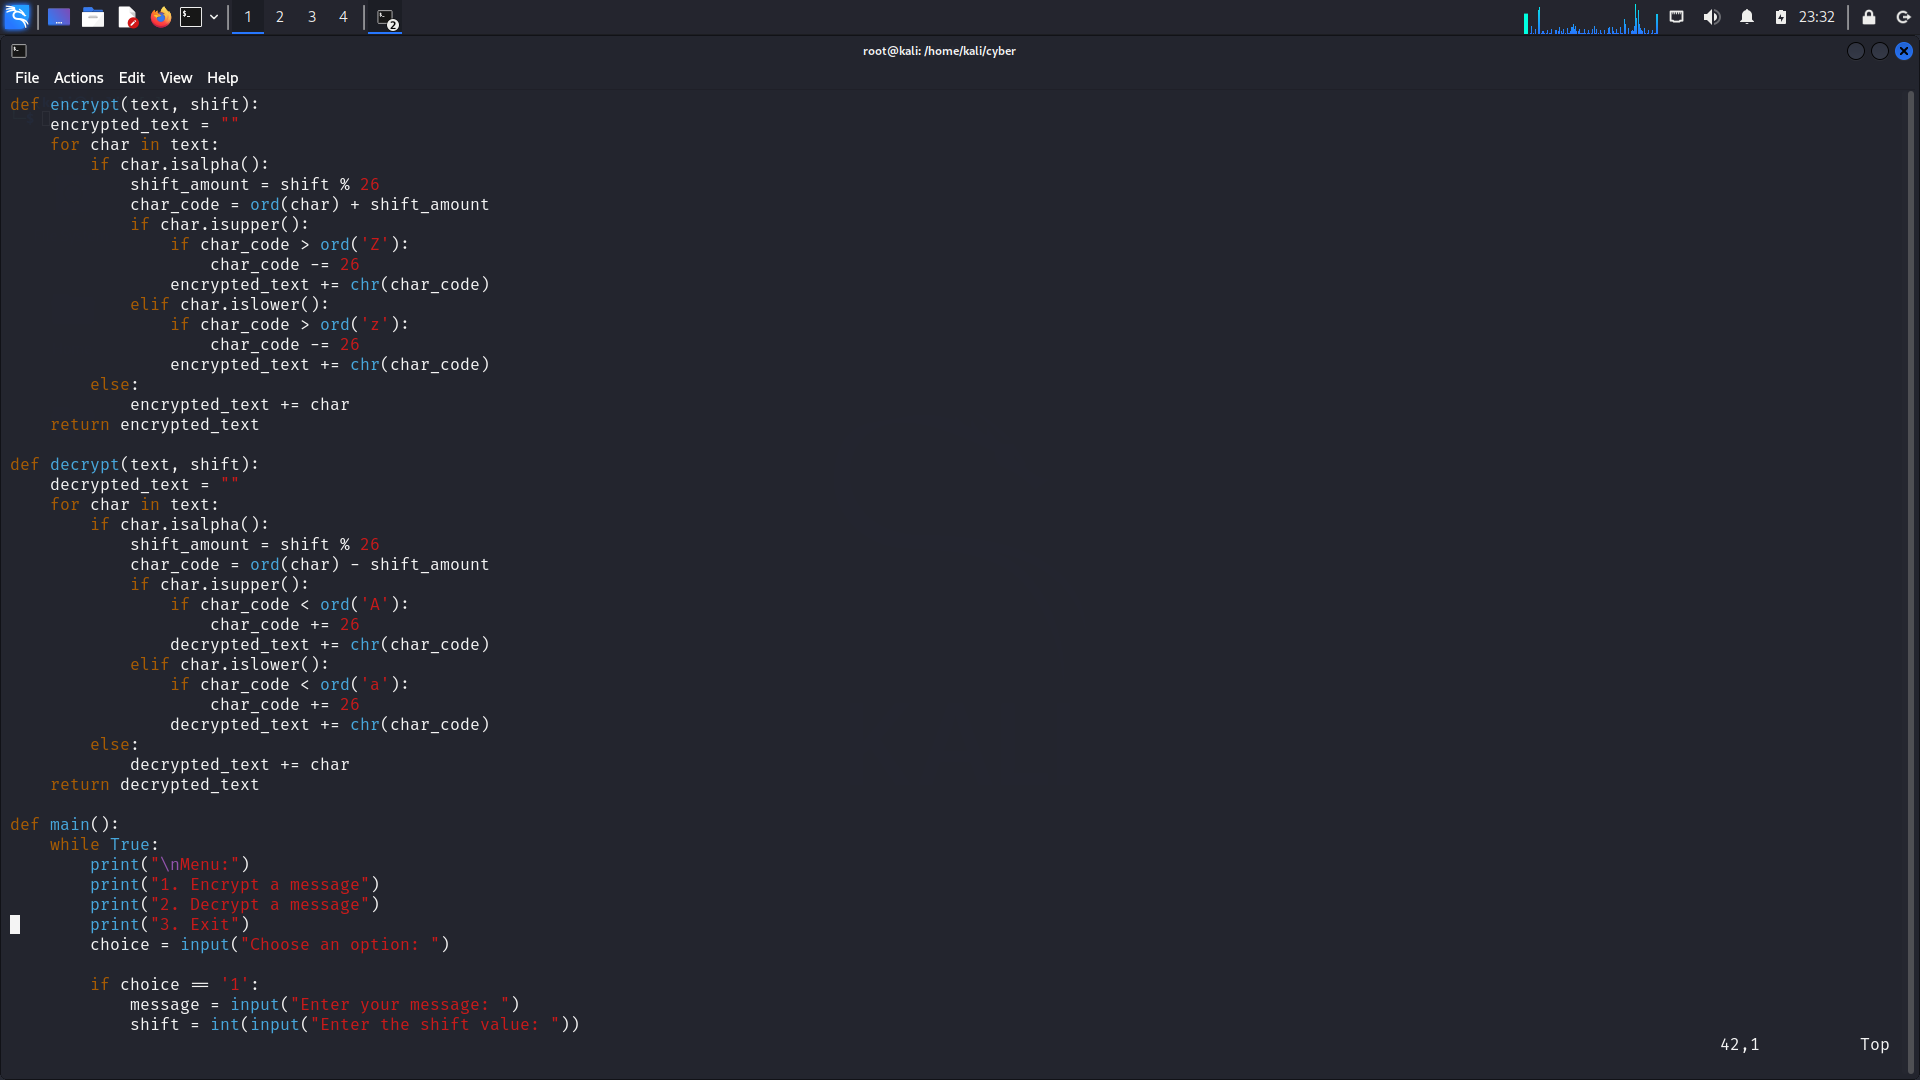 1 2 3 4 2 23:32
root@kali: /home/kali/cyber
File Actions Edit View Help
def encrypt(text, shift):
    encrypted_text = ""
    for char in text:
        if char.isalpha():
            shift_amount = shift % 26
            char_code = ord(char) + shift_amount
            if char.isupper():
                if char_code > ord('Z'):
                    char_code -= 26
                encrypted_text += chr(char_code)
            elif char.islower():
                if char_code > ord('z'):
                    char_code -= 26
                encrypted_text += chr(char_code)
        else:
            encrypted_text += char
    return encrypted_text

def decrypt(text, shift):
    decrypted_text = ""
    for char in text:
        if char.isalpha():
            shift_amount = shift % 26
            char_code = ord(char) - shift_amount
            if char.isupper():
                if char_code < ord('A'):
                    char_code += 26
                decrypted_text += chr(char_code)
            elif char.islower():
                if char_code < ord('a'):
                    char_code += 26
                decrypted_text += chr(char_code)
        else:
            decrypted_text += char
    return decrypted_text

def main():
    while True:
        print("\nMenu:")
        print("1. Encrypt a message")
        print("2. Decrypt a message")
        print("3. Exit")
        choice = input("Choose an option: ")

        if choice == '1':
            message = input("Enter your message: ")
            shift = int(input("Enter the shift value: "))
42,1 Top